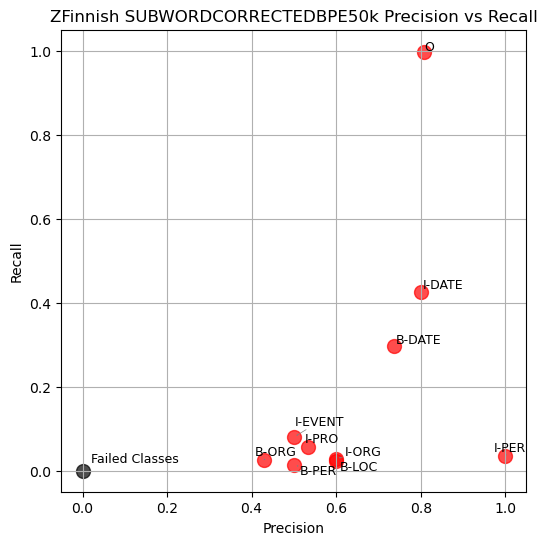 ZFinnish SUBWORDCORRECTEDBPE50k Precision vs Recall
1.0
O
0.8
0.6
Recall
0.4
I-DATE
B-DATE
0.2
I-EVENT
I-PRO
B-ORG
I-ORG
I-PER
Failed Classes
B-LOC
B-PER
0.0
0.0 0.2 0.4 0.6 0.8 1.0
Precision